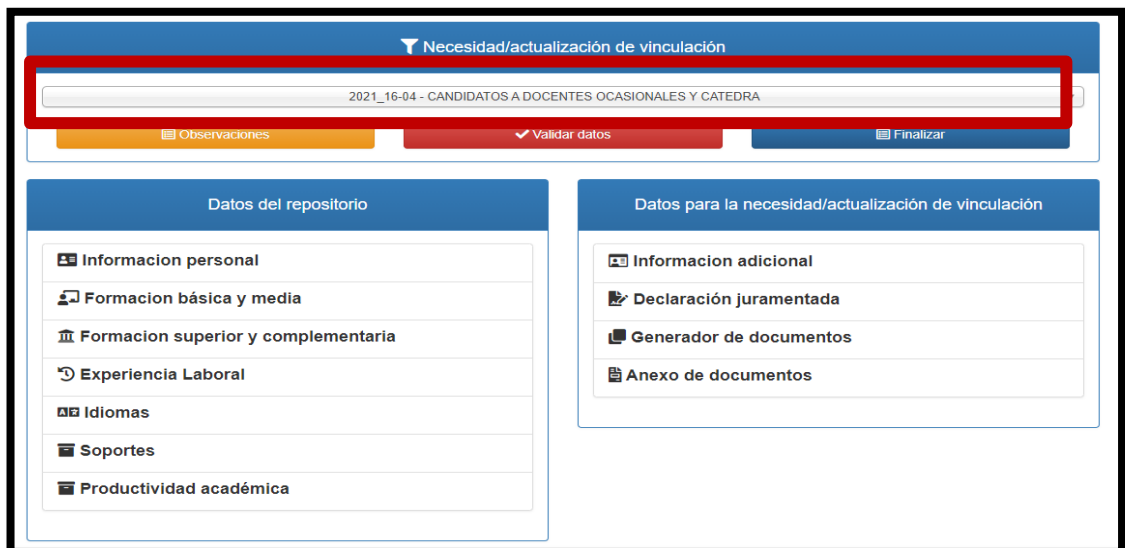 Necesidad/actualización de vinculación
2021_16-04 - CANDIDATOS A DOCENTES OCASIONALES Y CATEDRA
Observaciones
Validar datos
Finalizar
Datos del repositorio
Informacion personal
Formacion básica y media
Formacion superior y complementaria
Experiencia Laboral
Idiomas
Soportes
Productividad académica
Datos para la necesidad/actualización de vinculación
Informacion adicional
Declaración juramentada
Generador de documentos
Anexo de documentos